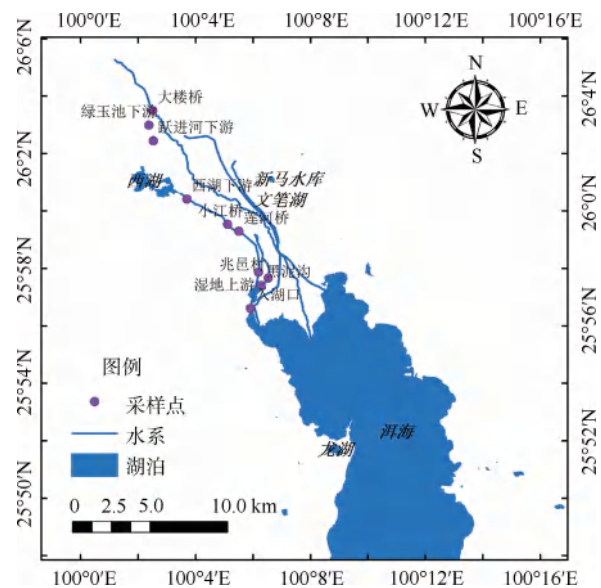 100°0′E 100°4′E 100°8′E 100°12′E 100°16′E
26°6′N
26°4′N
26°2′N
26°0′N
25°58′N
25°56′N
25°54′N
25°52′N
25°50′N
N
W E
S
大楼桥
绿玉池下游
跃进河下游
西湖
西湖下游
新马水库
文笔湖
小江桥
莲河桥
兆邑村
黑泥沟
湿地上游
入湖口
龙湖
洱海
图例
采样点
水系
湖泊
0 2.5 5.0 10.0 km
100°0′E 100°4′E 100°8′E 100°12′E 100°16′E